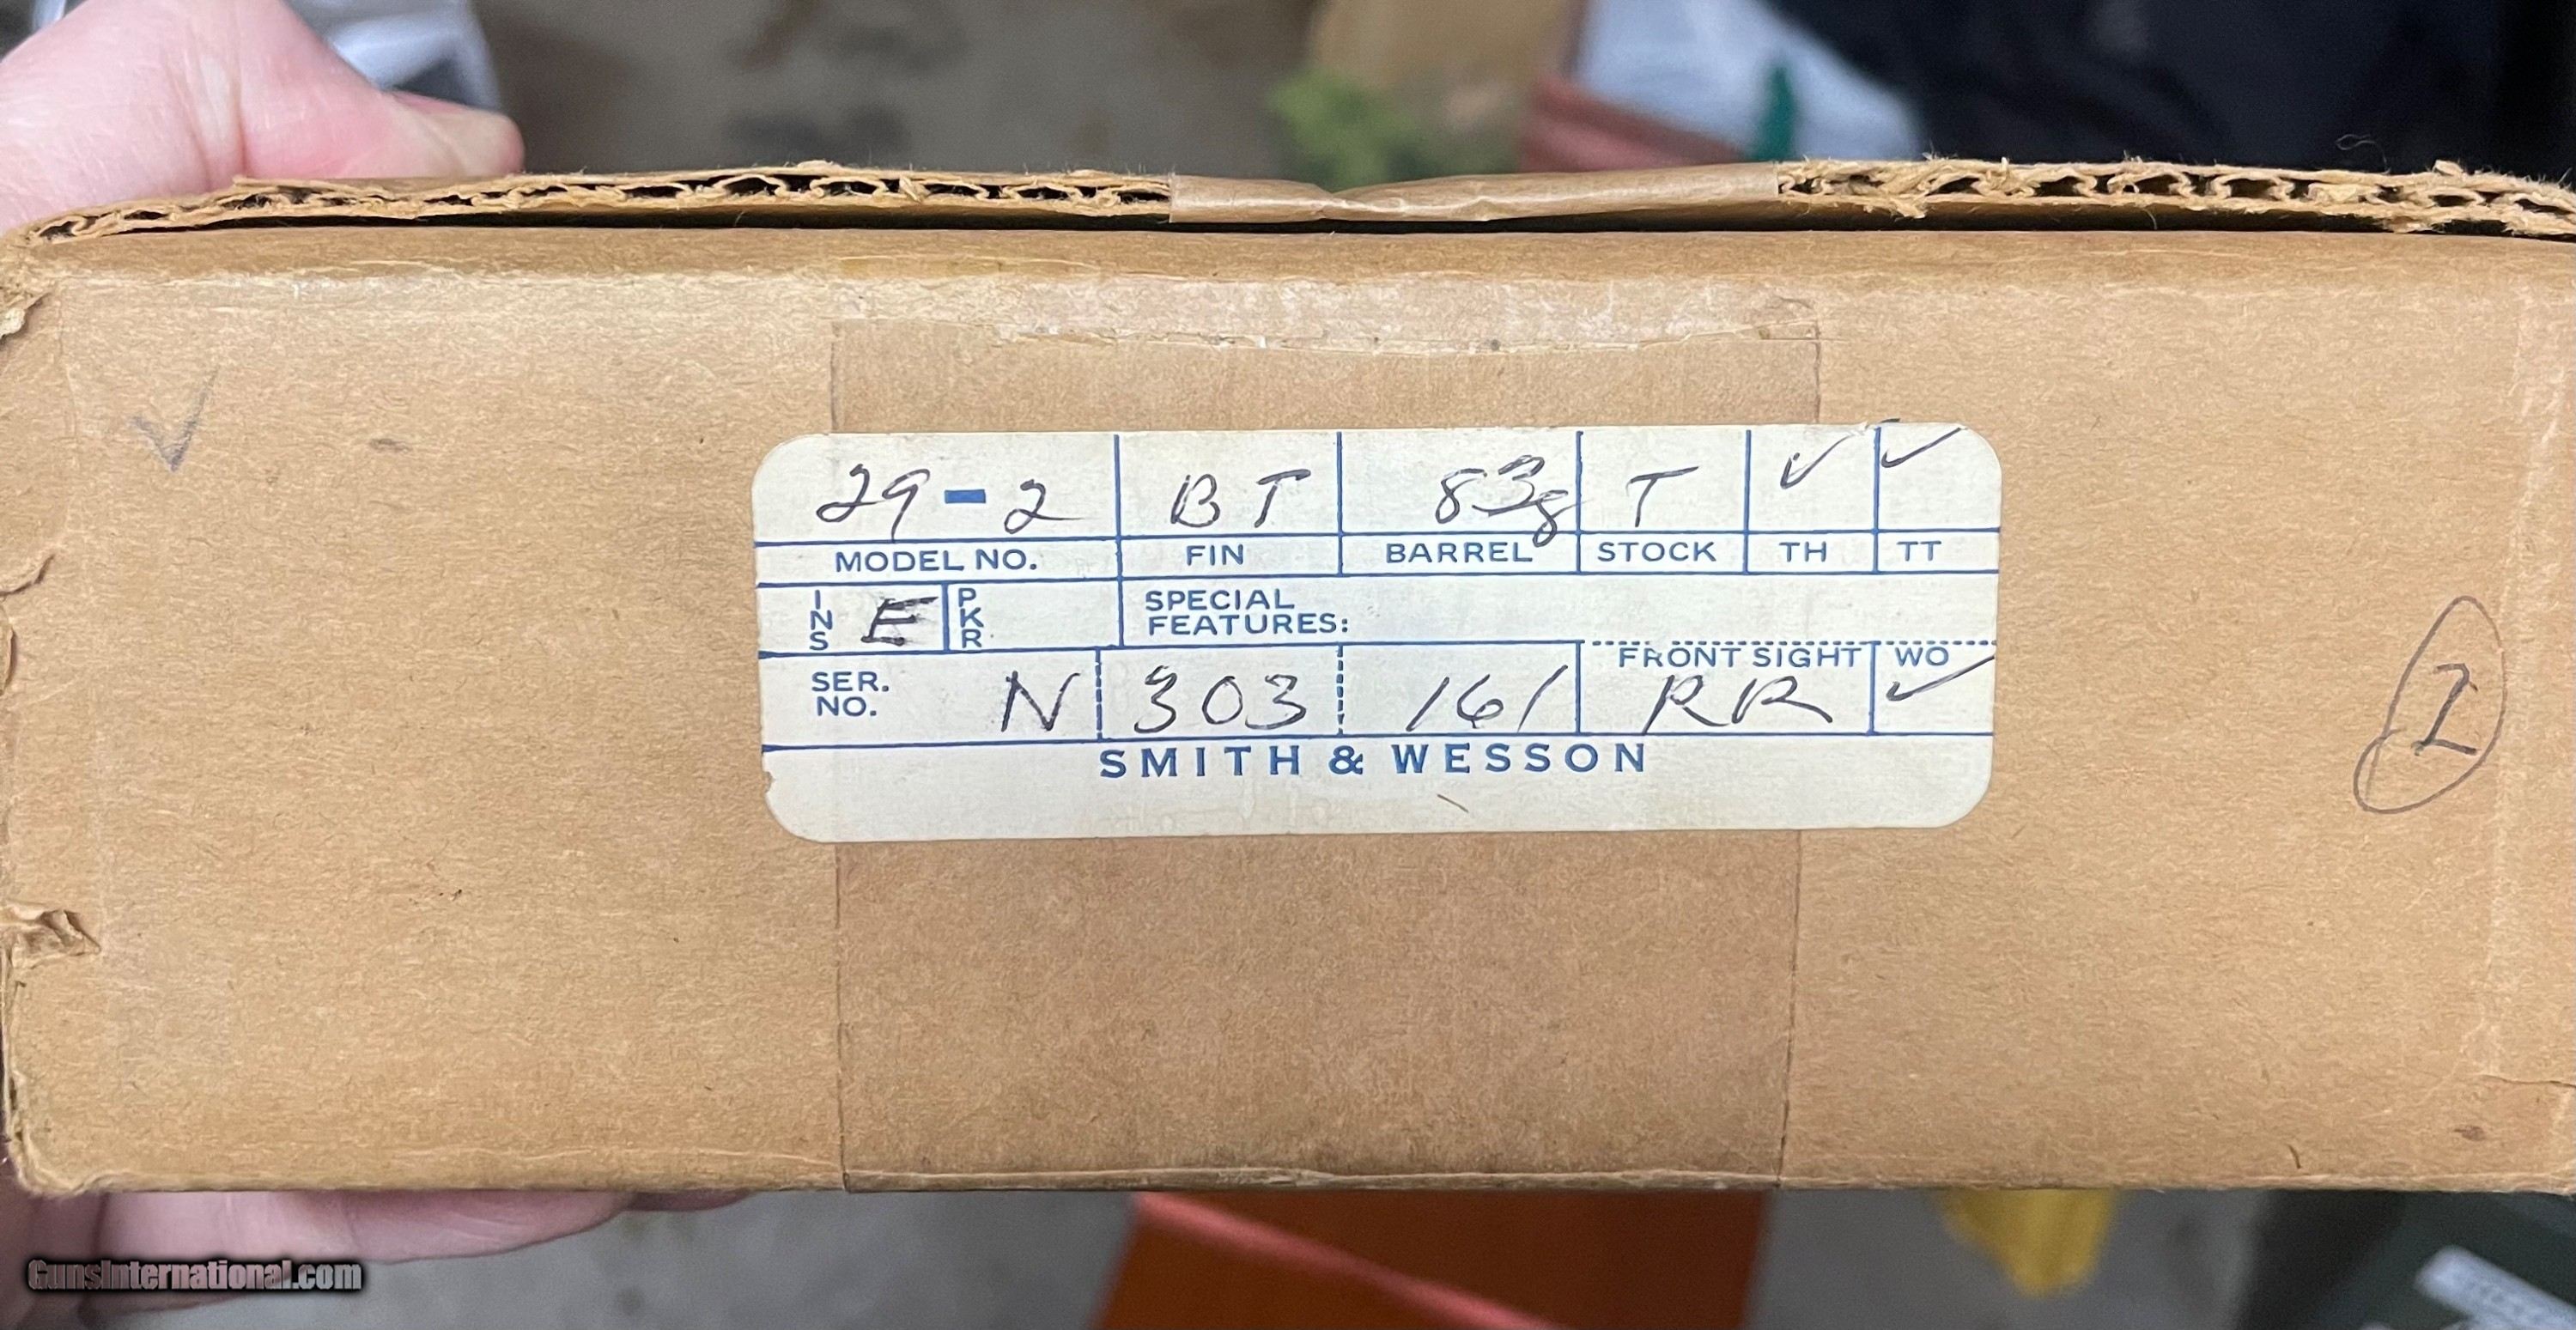 29-2 BT 8 3/8 T ✓ ✓
MODEL NO. FIN BARREL STOCK TH TT
INS E PKR SPECIAL
FEATURES:
FRONT SIGHT WO
SER.
NO. N 303 161 RR ✓
SMITH & WESSON
GunsInternational.com